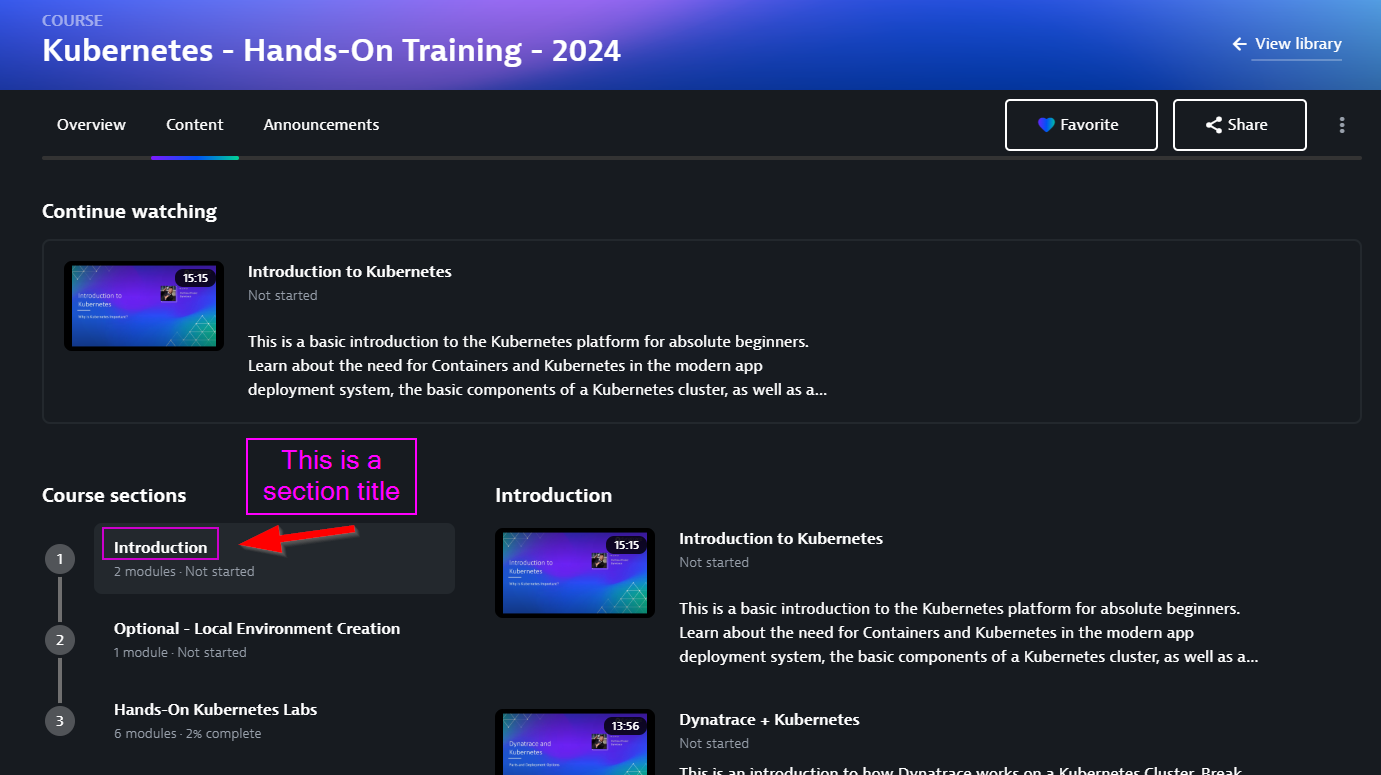 COURSE
Kubernetes - Hands-On Training - 2024
View library
Overview
Content
Announcements
Favorite
Share
Continue watching
15:15
Introduction to
Kubernetes
Why is Kubernetes Important?
Introduction to Kubernetes
Not started
This is a basic introduction to the Kubernetes platform for absolute beginners.
Learn about the need for Containers and Kubernetes in the modern app
deployment system, the basic components of a Kubernetes cluster, as well as a...
This is a
section title
Course sections
1
Introduction
2 modules · Not started
2
Optional - Local Environment Creation
1 module · Not started
3
Hands-On Kubernetes Labs
6 modules · 2% complete
Introduction
15:15
Introduction to
Kubernetes
Why is Kubernetes Important?
Introduction to Kubernetes
Not started
This is a basic introduction to the Kubernetes platform for absolute beginners.
Learn about the need for Containers and Kubernetes in the modern app
deployment system, the basic components of a Kubernetes cluster, as well as a...
13:56
Dynatrace and
Kubernetes
Dynatrace + Kubernetes
Not started
This is an introduction to how Dynatrace works on a Kubernetes Cluster. Break